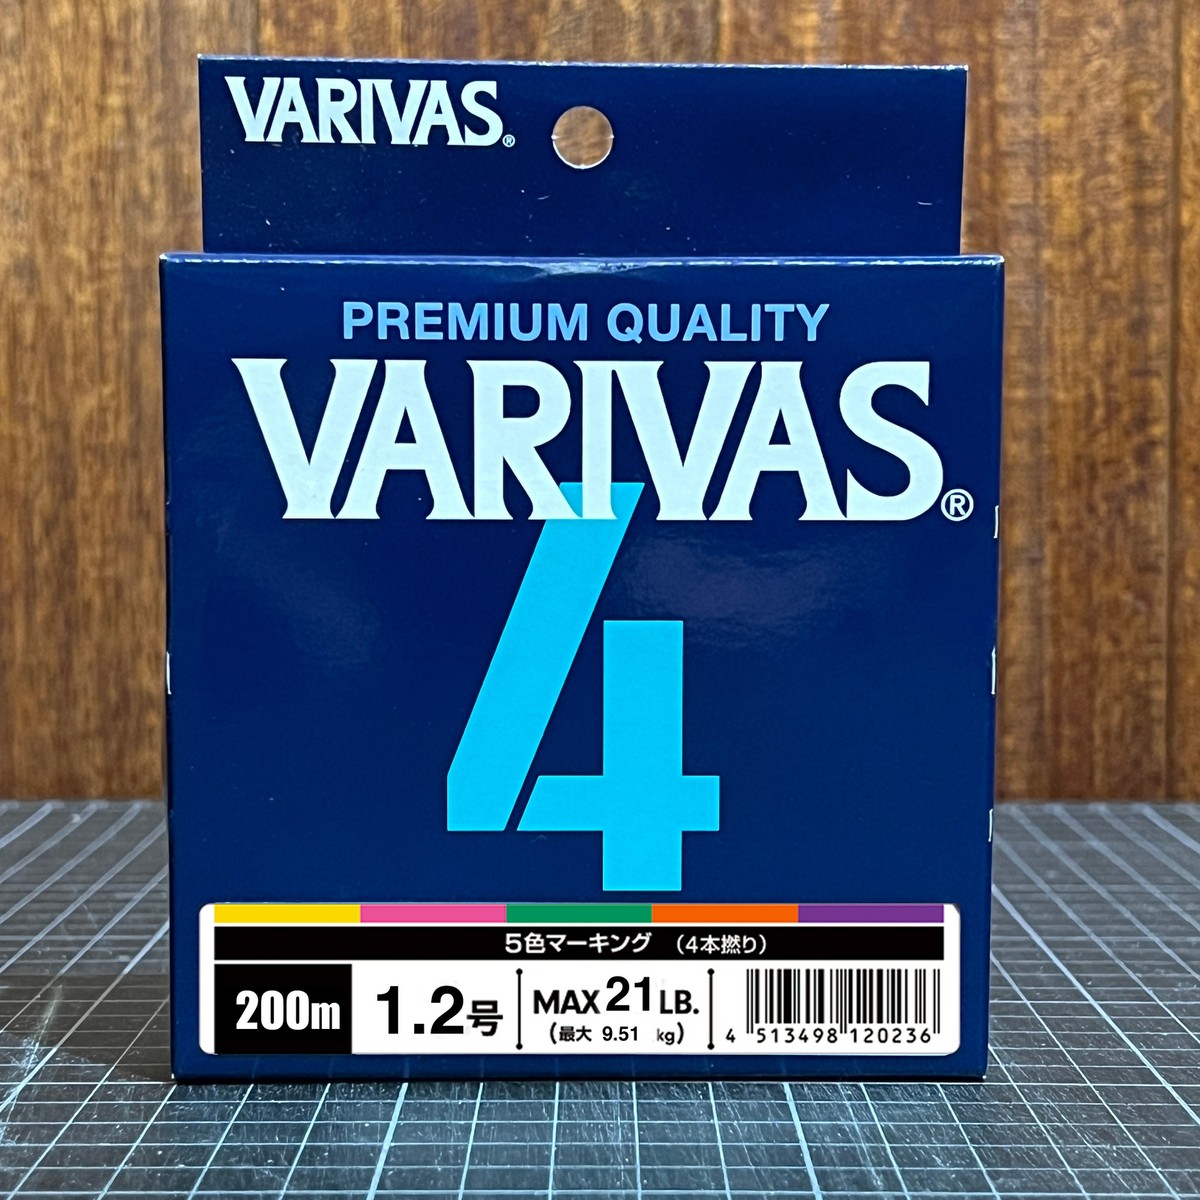 VARIVAS®
PREMIUM QUALITY
VARIVAS®
4
5色マーキング (4本撚り)
200m
1.2号
MAX 21 LB.
(最大 9.51 kg)
4 513498 120236